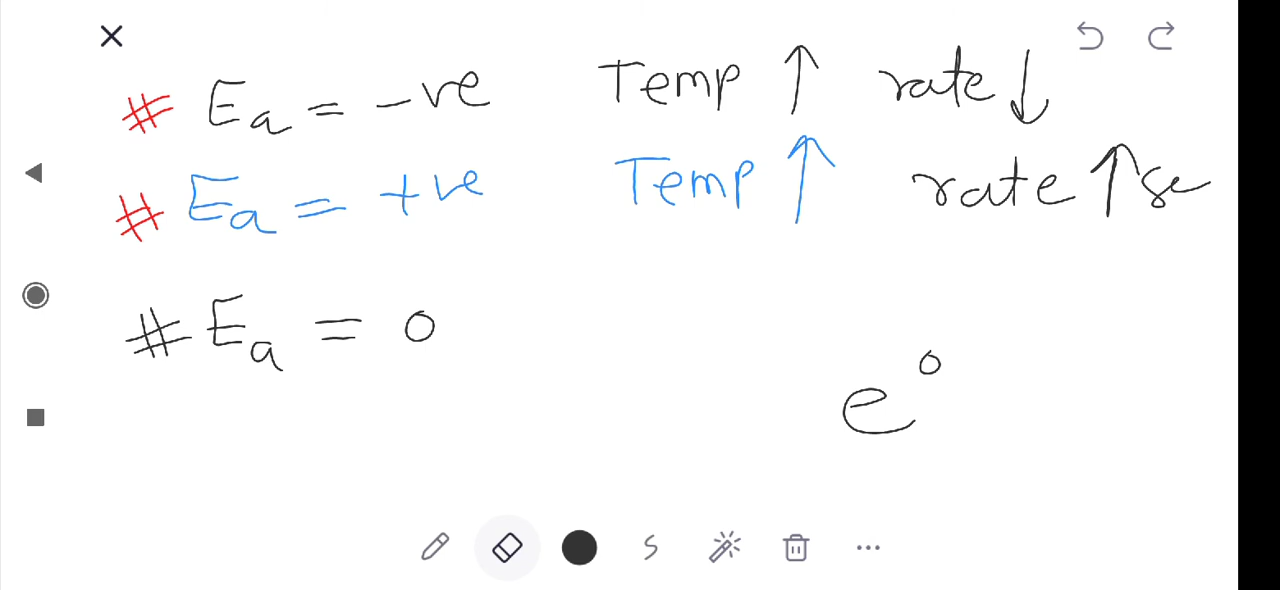 # Ea = -ve Temp ↑ rate ↓
# Ea = +ve Temp ↑ rate ↑se
# Ea = 0
e⁰